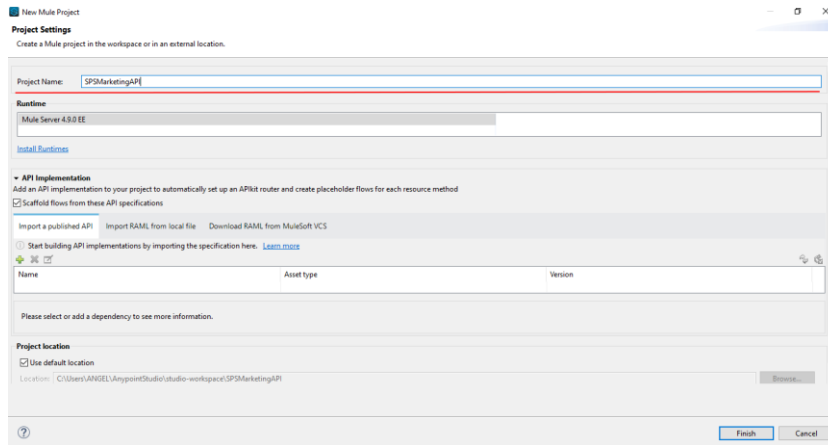 New Mule Project
Project Settings
Create a Mule project in the workspace or in an external location.
Project Name: SPSMarketingAPI
Runtime
Mule Server 4.9.0 EE
Install Runtimes
API Implementation
Add an API implementation to your project to automatically set up an APIkit router and create placeholder flows for each resource method
Scaffold flows from these API specifications
Import a published API Import RAML from local file Download RAML from MuleSoft VCS
Start building API implementations by importing the specification here. Learn more
Name Asset type Version
Please select or add a dependency to see more information.
Project location
Use default location
Location: C:\Users\ANGEL\AnypointStudio\studio-workspace\SPSMarketingAPI Browse...
Finish Cancel